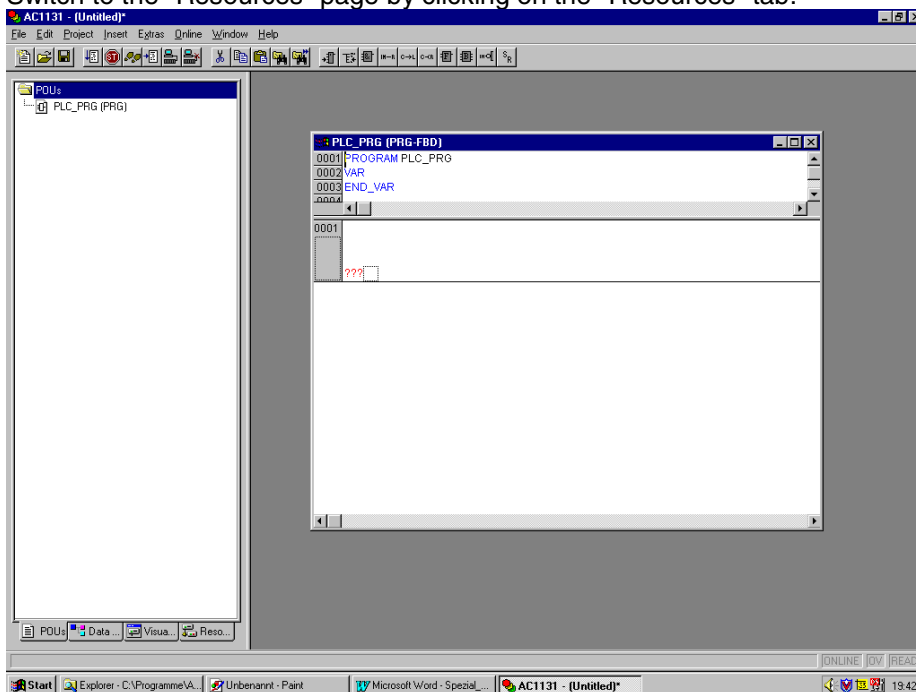 Switch to the "Resources" page by clicking on the "Resources" tab.
AC1131 - (Untitled)*
File Edit Project Insert Extras Online Window Help
POUs
PLC_PRG (PRG)
PLC_PRG (PRG-FBD)
0001 PROGRAM PLC_PRG
0002 VAR
0003 END_VAR
0004
0001
???
POUs Data ... Visua... Reso...
ONLINE OV READ
Start Explorer - C:\Programme\A... Unbenannt - Paint Microsoft Word - Spezial_... AC1131 - (Untitled)* 19:42